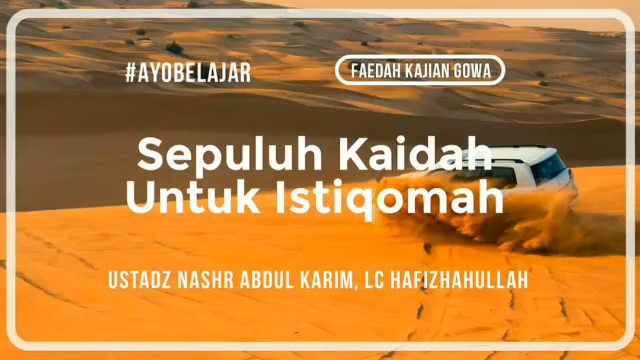 #AYOBELAJAR
FAEDAH KAJIAN GOWA
Sepuluh Kaidah
Untuk Istiqomah
USTADZ NASHR ABDUL KARIM, LC HAFIZHAHULLAH